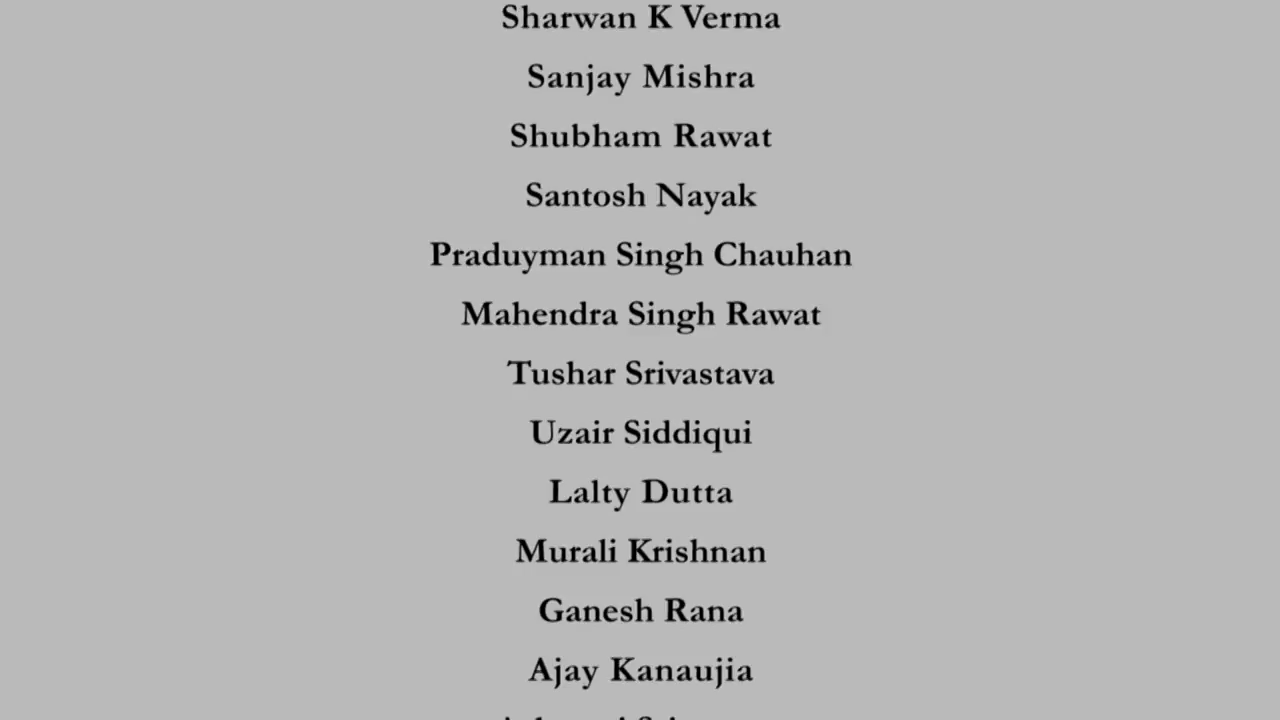 Sharwan K Verma
Sanjay Mishra
Shubham Rawat
Santosh Nayak
Praduyman Singh Chauhan
Mahendra Singh Rawat
Tushar Srivastava
Uzair Siddiqui
Lalty Dutta
Murali Krishnan
Ganesh Rana
Ajay Kanaujia